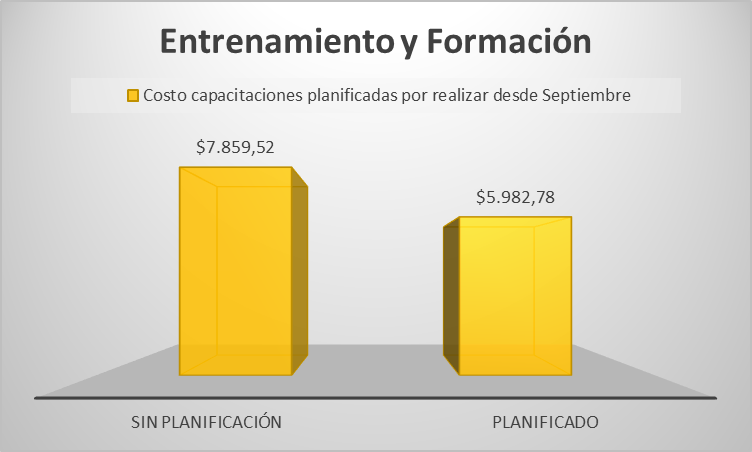 Entrenamiento y Formación
Costo capacitaciones planificadas por realizar desde Septiembre
$7.859,52
$5.982,78
SIN PLANIFICACIÓN
PLANIFICADO